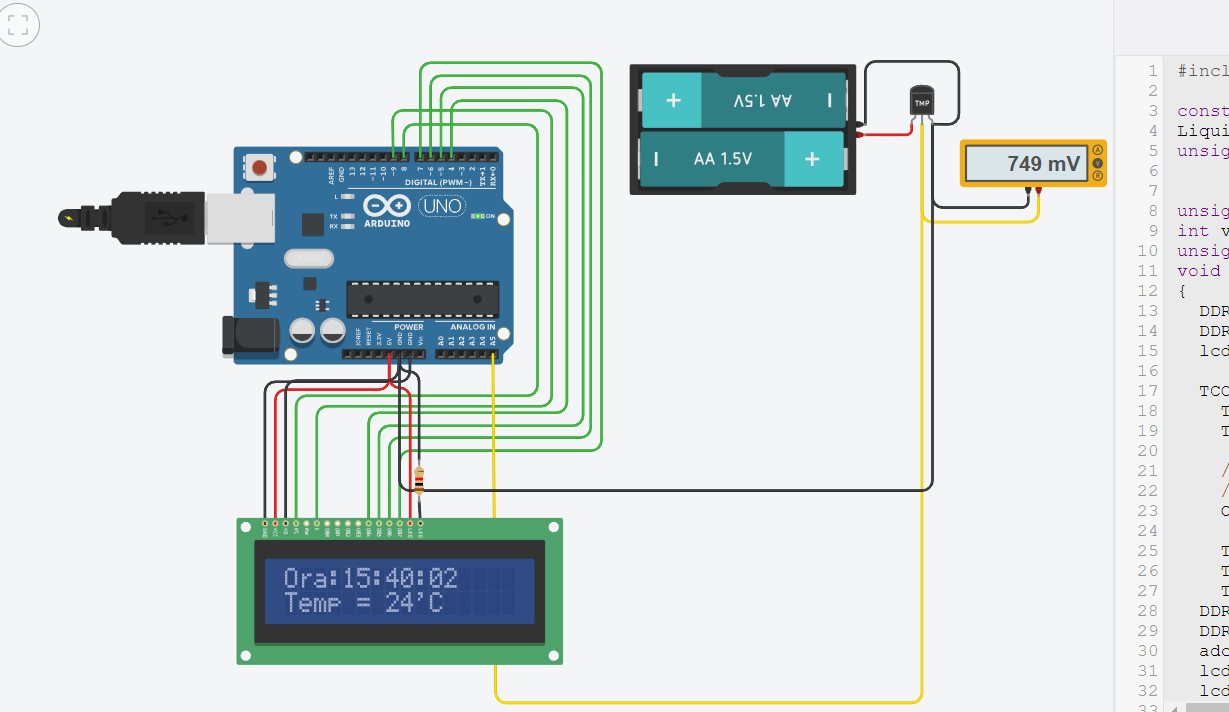 AA 1.5V
AA 1.5V
TMP
749 mV
A
V
R
AREF
GND
13
12
~11
~10
~9
8
7
~6
~5
4
~3
2
TX→1
RX←0
DIGITAL (PWM~)
L
TX
RX
UNO
ARDUINO
ON
POWER
ANALOG IN
IOREF
RESET
3.3V
5V
GND
GND
Vin
A0
A1
A2
A3
A4
A5
GND
VCC
LED
LED
Ora:15:40:02
Temp = 24'C
1 #incl
2
3 const
4 Liqui
5 unsig
6
7
8 unsig
9 int v
10 unsig
11 void
12 {
13 DDR
14 DDR
15 lcd
16
17 TCC
18 T
19 T
20
21 /
22 /
23 O
24
25 T
26 T
27 T
28 DDR
29 DDR
30 adc
31 lcd
32 lcd
33